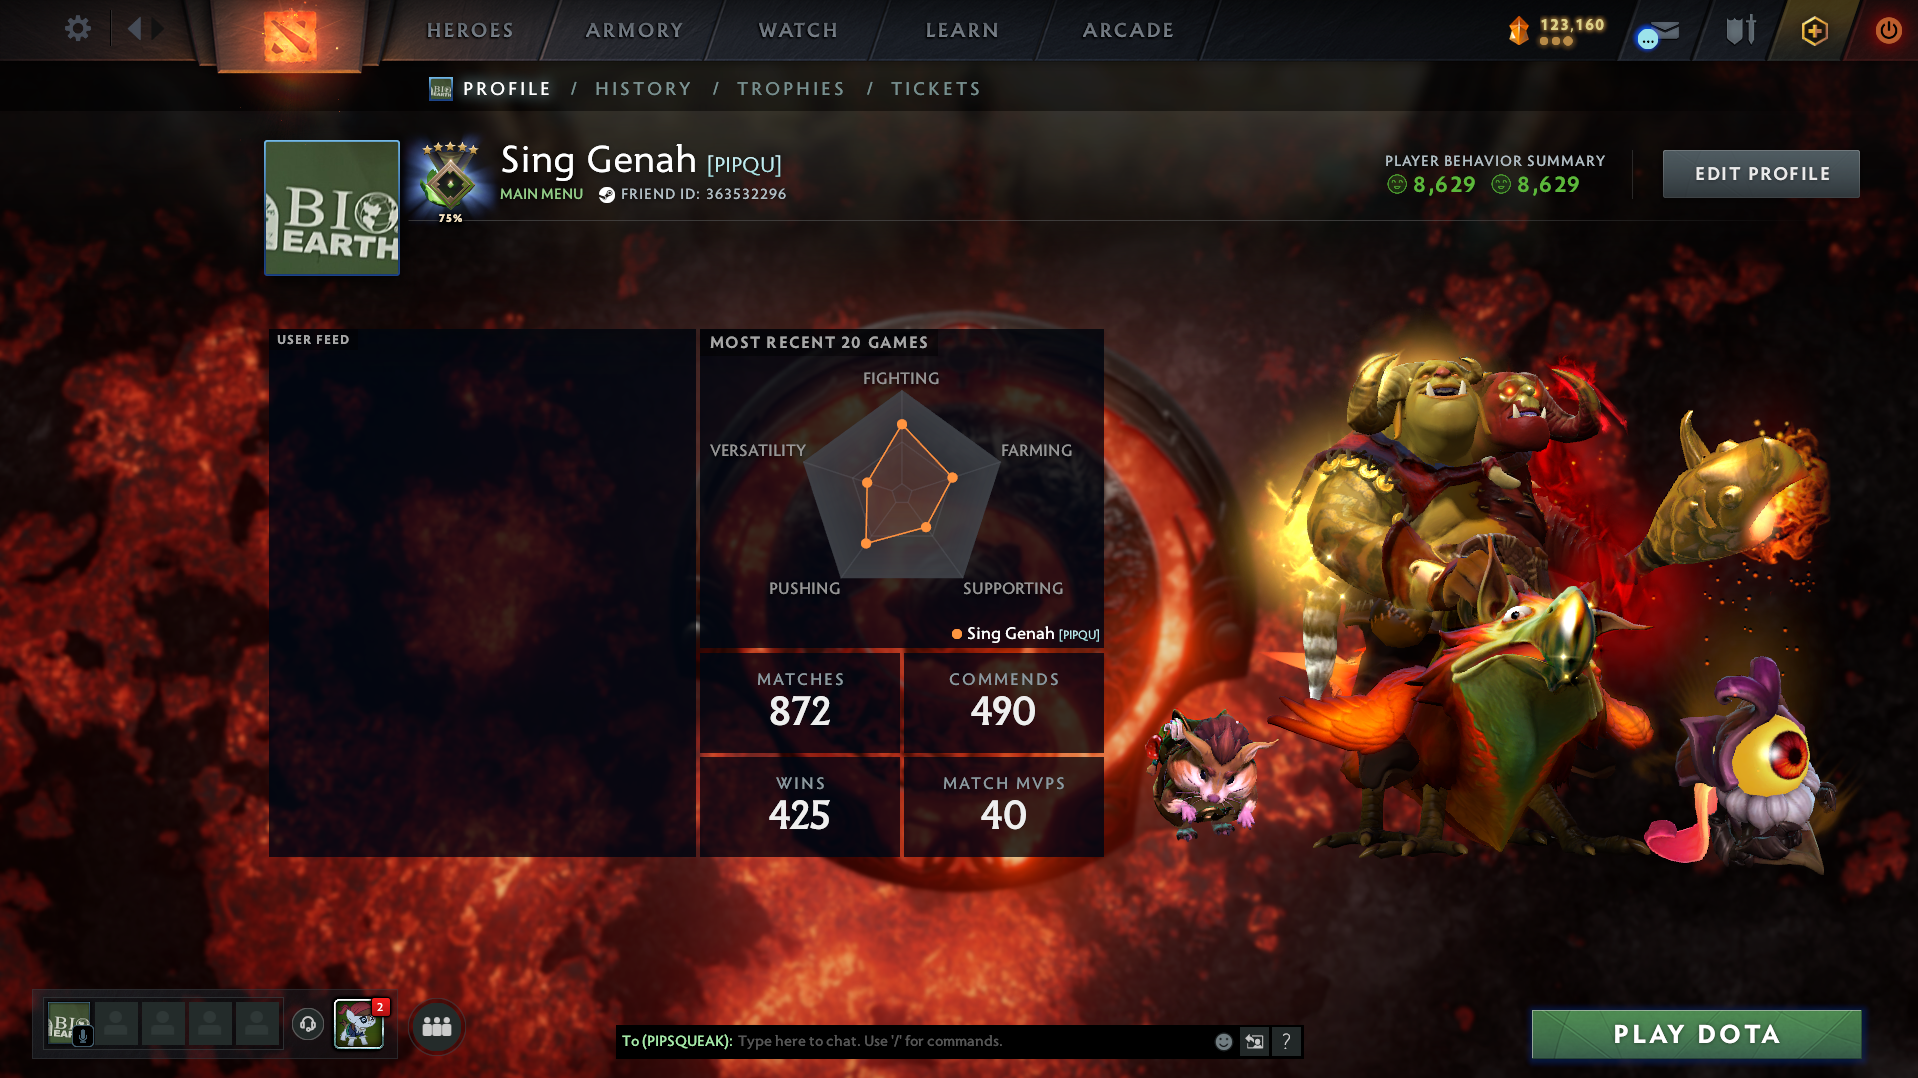 HEROES
ARMORY
WATCH
LEARN
ARCADE
123,160
PROFILE / HISTORY / TROPHIES / TICKETS
BIO
EARTH
75%
Sing Genah [PIPQU]
MAIN MENU
FRIEND ID: 363532296
PLAYER BEHAVIOR SUMMARY
8,629 8,629
EDIT PROFILE
USER FEED
MOST RECENT 20 GAMES
FIGHTING
VERSATILITY
FARMING
PUSHING
SUPPORTING
Sing Genah [PIPQU]
MATCHES
872
COMMENDS
490
WINS
425
MATCH MVPS
40
2
To (PIPSQUEAK): Type here to chat. Use '/' for commands.
?
PLAY DOTA